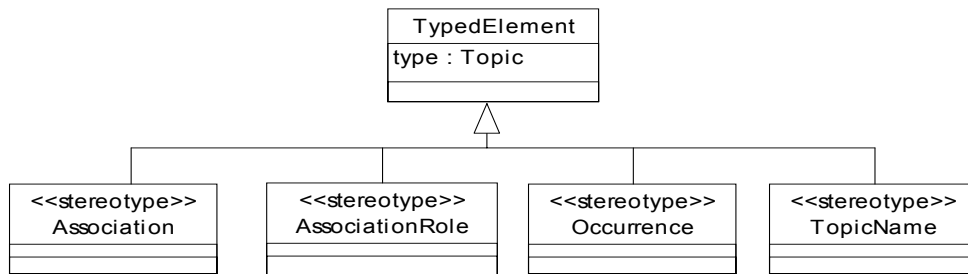 TypedElement
type : Topic
<<stereotype>>
Association
<<stereotype>>
AssociationRole
<<stereotype>>
Occurrence
<<stereotype>>
TopicName